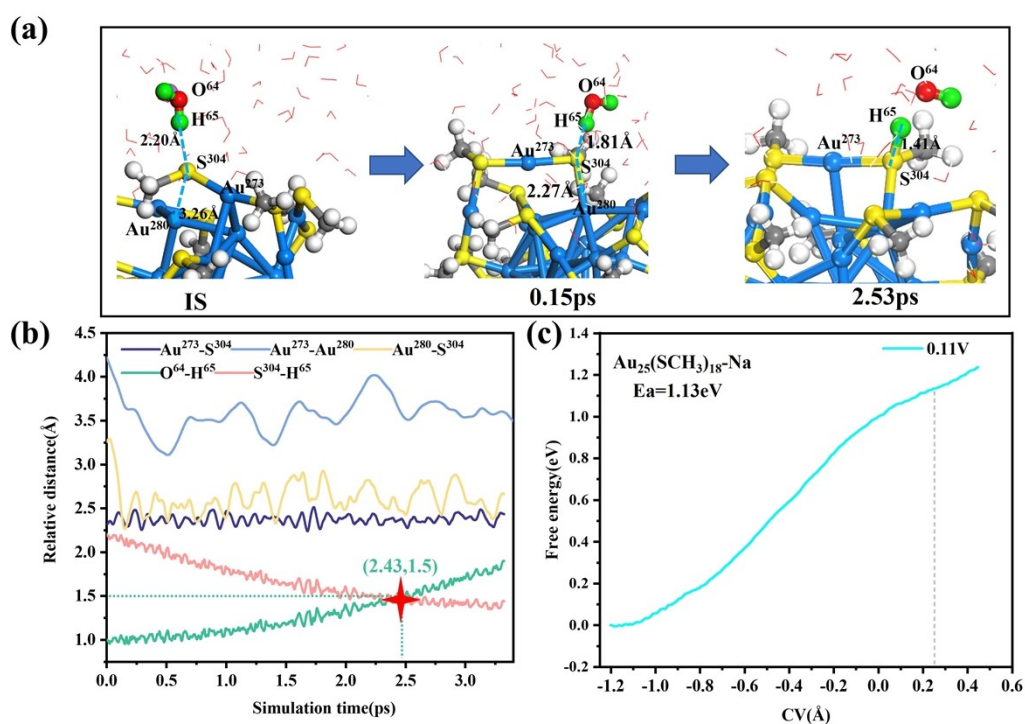 (a)
O64
H65
2.20Å
S304
Au273
Au280
3.26Å
IS
O64
H65
1.81Å
Au273
S304
2.27Å
Au280
0.15ps
O64
H65
Au273
1.41Å
S304
2.53ps
(b)
Au273-S304 Au273-Au280 Au280-S304
O64-H65 S304-H65
(2.43,1.5)
4.5
4.0
3.5
3.0
2.5
2.0
1.5
1.0
Relative distance(Å)
0.0 0.5 1.0 1.5 2.0 2.5 3.0
Simulation time(ps)
(c)
0.11V
Au25(SCH3)18-Na
Ea=1.13eV
1.4
1.2
1.0
0.8
0.6
0.4
0.2
0.0
-0.2
Free energy(eV)
-1.2 -1.0 -0.8 -0.6 -0.4 -0.2 0.0 0.2 0.4 0.6
CV(Å)